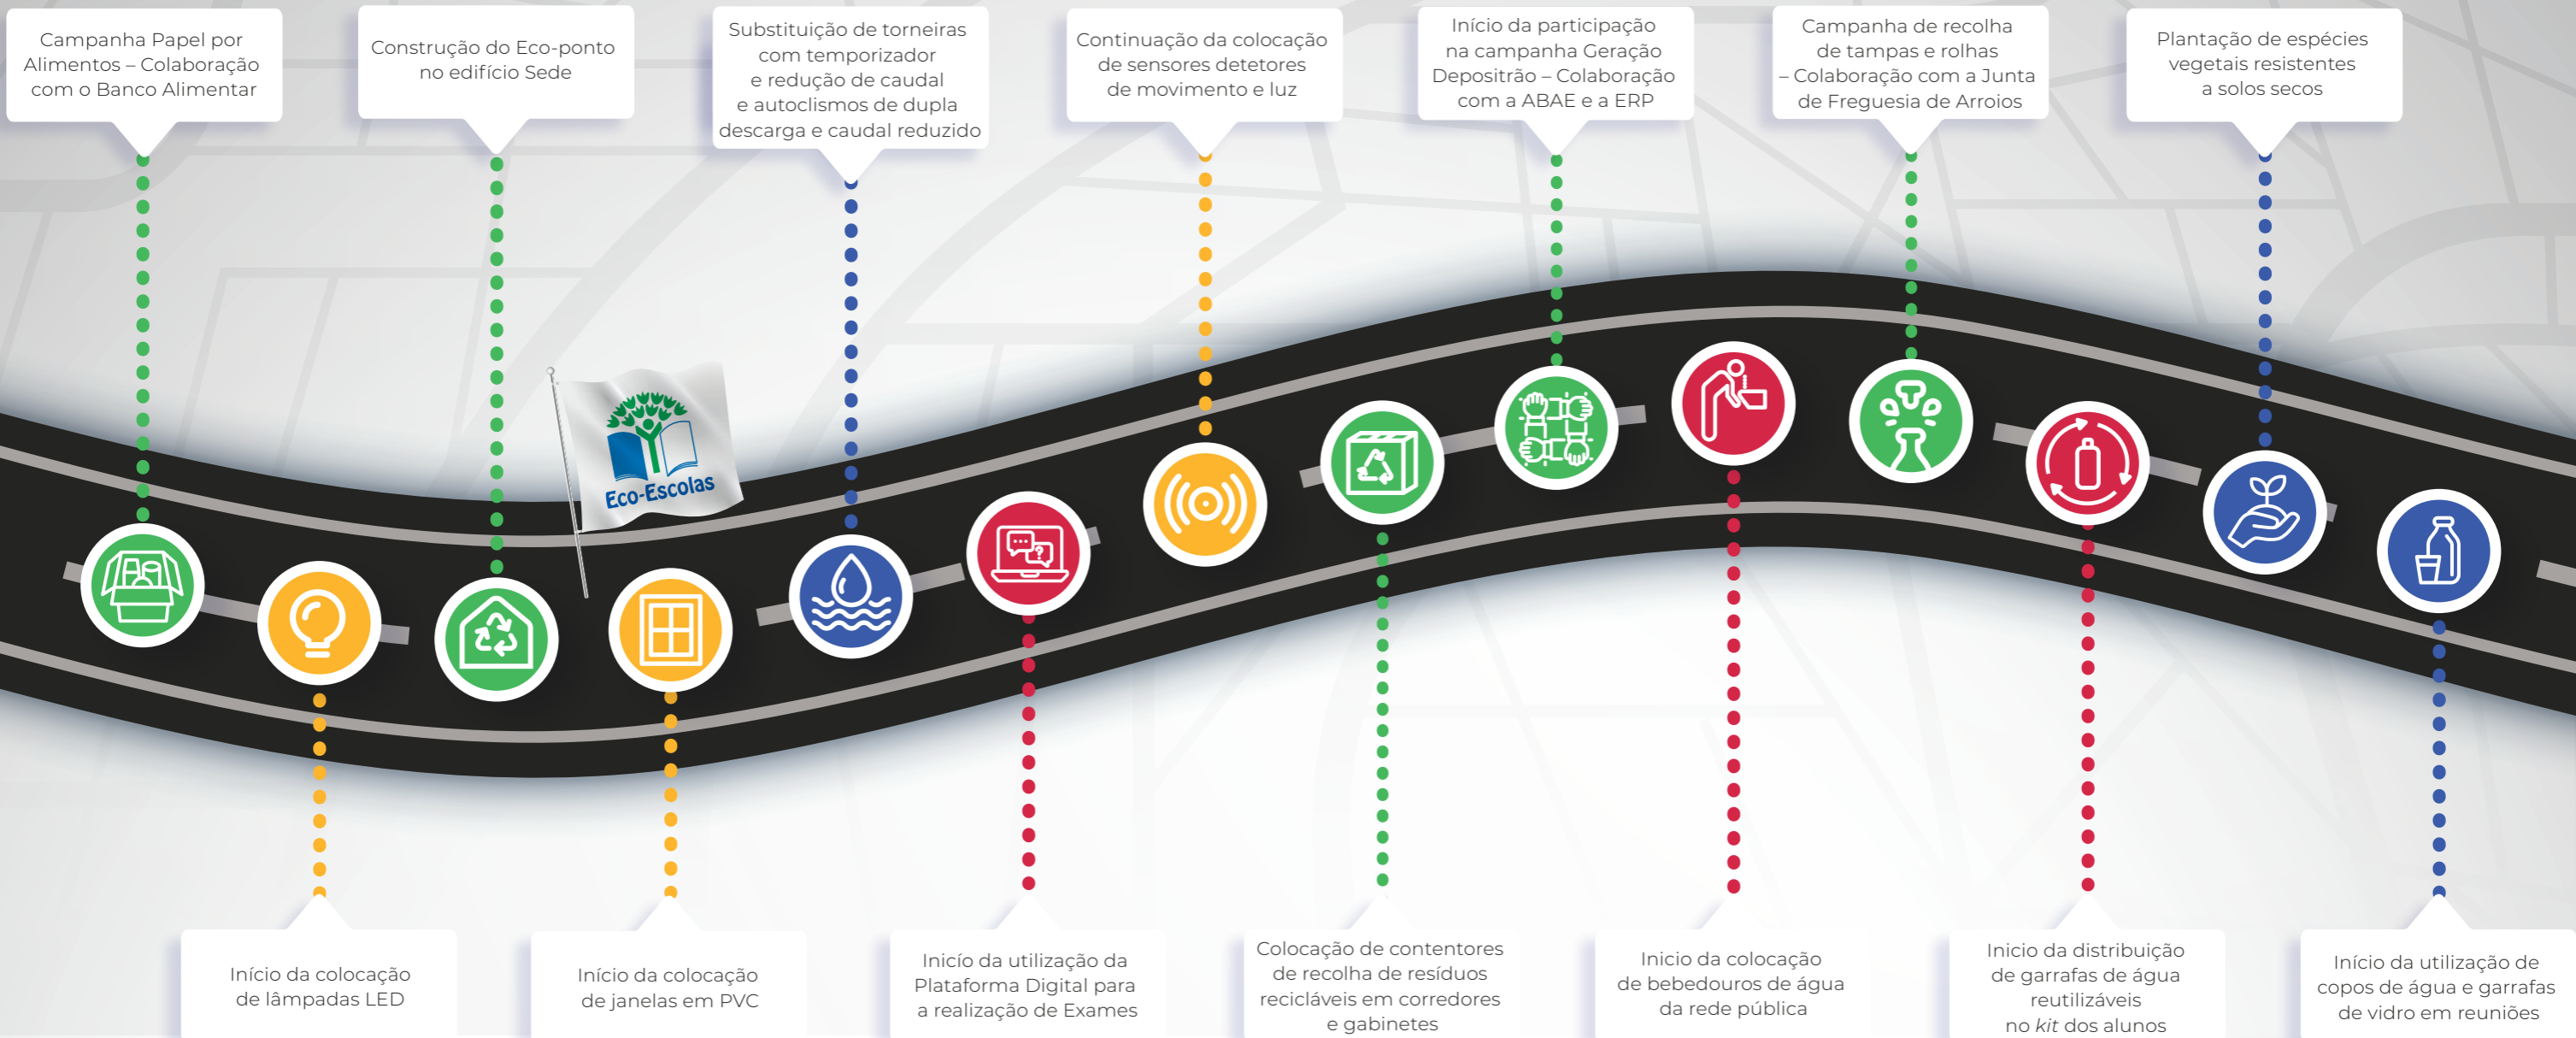 Campanha Papel por
Alimentos – Colaboração
com o Banco Alimentar
Início da colocação
de lâmpadas LED
Construção do Eco-ponto
no edifício Sede
Eco-Escolas
Início da colocação
de janelas em PVC
Substituição de torneiras
com temporizador
e redução de caudal
e autoclismos de dupla
descarga e caudal reduzido
Inicío da utilização da
Plataforma Digital para
a realização de Exames
Continuação da colocação
de sensores detetores
de movimento e luz
Colocação de contentores
de recolha de resíduos
recicláveis em corredores
e gabinetes
Início da participação
na campanha Geração
Depositrão – Colaboração
com a ABAE e a ERP
Inicio da colocação
de bebedouros de água
da rede pública
Campanha de recolha
de tampas e rolhas
– Colaboração com a Junta
de Freguesia de Arroios
Inicio da distribuição
de garrafas de água
reutilizáveis
no kit dos alunos
Plantação de espécies
vegetais resistentes
a solos secos
Início da utilização de
copos de água e garrafas
de vidro em reuniões